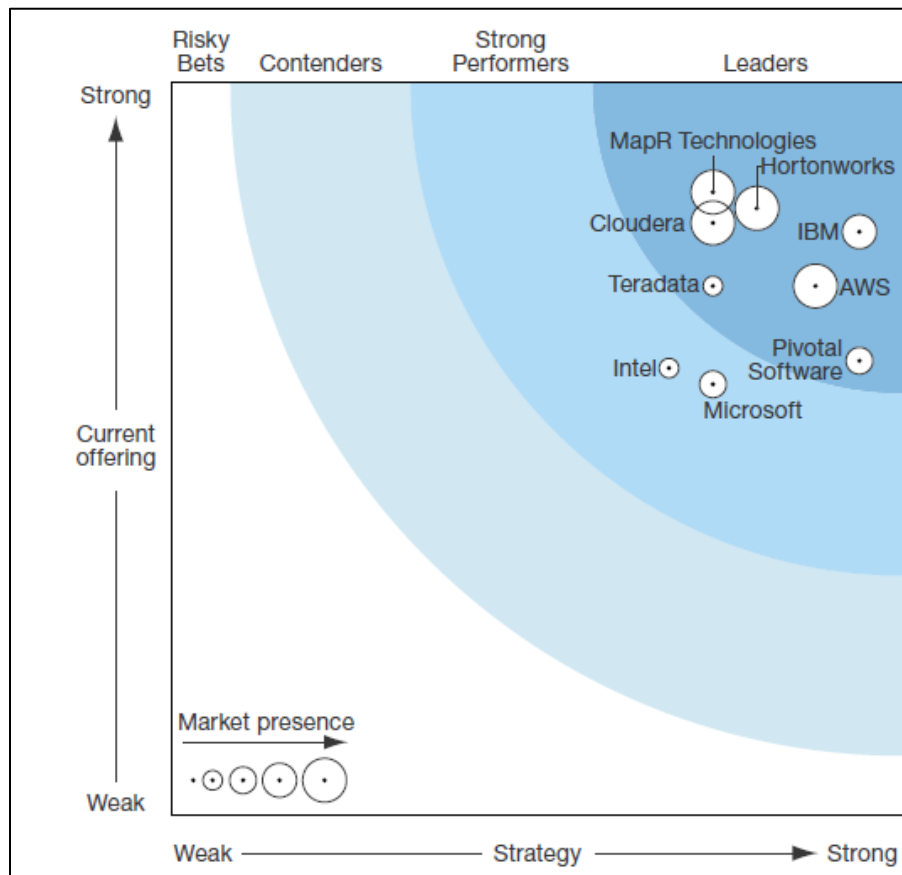 Risky
Bets
Contenders
Strong
Performers
Leaders
Strong
MapR Technologies
Hortonworks
Cloudera
IBM
Teradata
AWS
Pivotal
Software
Intel
Microsoft
Current
offering
Market presence
Weak
Weak
Strategy
Strong